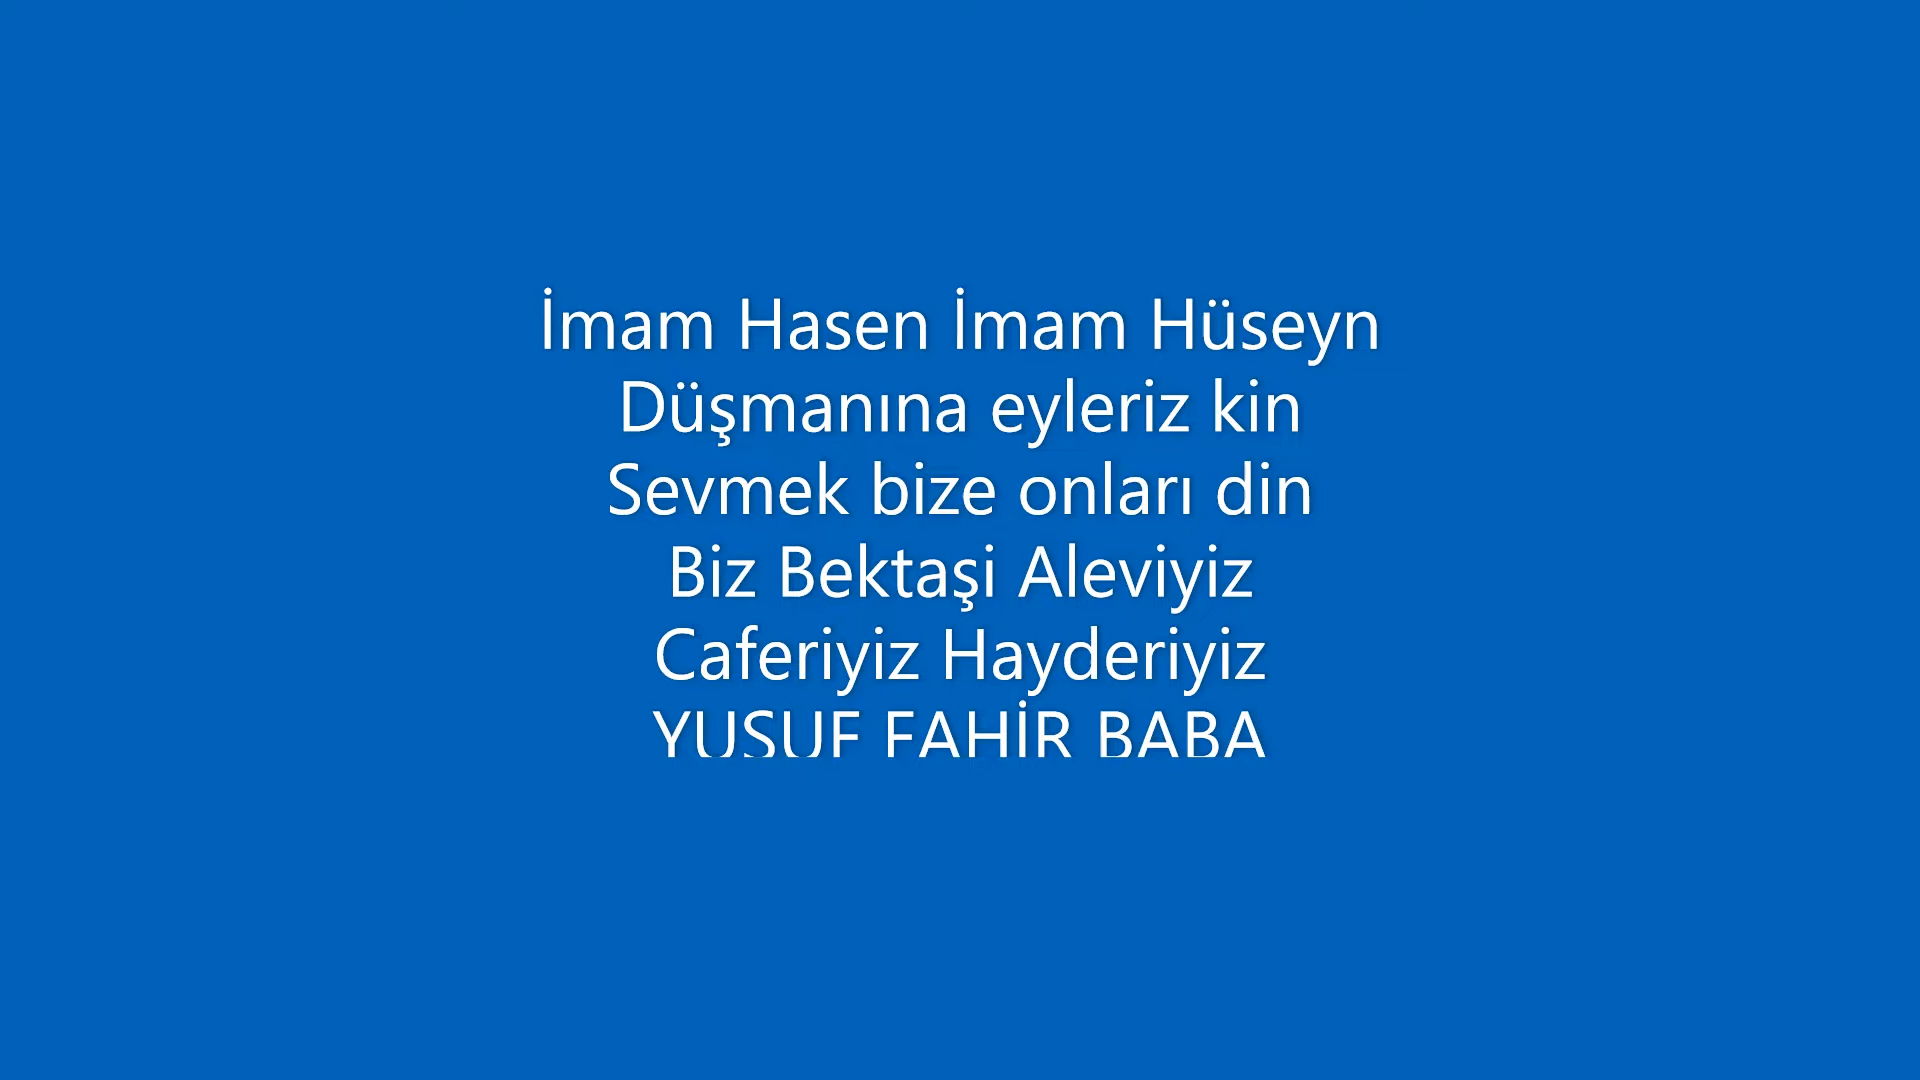 İmam Hasen İmam Hüseyn
Düşmanına eyleriz kin
Sevmek bize onları din
Biz Bektaşi Aleviyiz
Caferiyiz Hayderiyiz
YUSUF FAHİR BABA